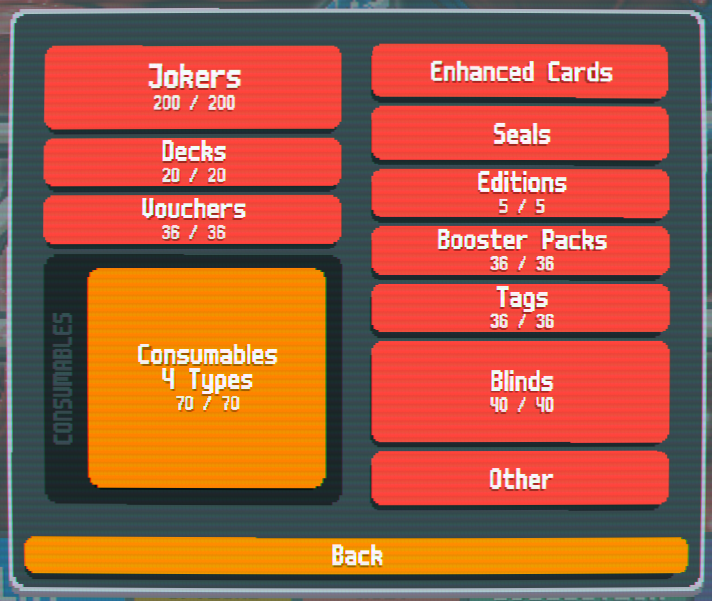 Jokers
200 / 200
Decks
20 / 20
Vouchers
36 / 36
CONSUMABLES
Consumables
4 Types
70 / 70
Enhanced Cards
Seals
Editions
5 / 5
Booster Packs
36 / 36
Tags
36 / 36
Blinds
40 / 40
Other
Back